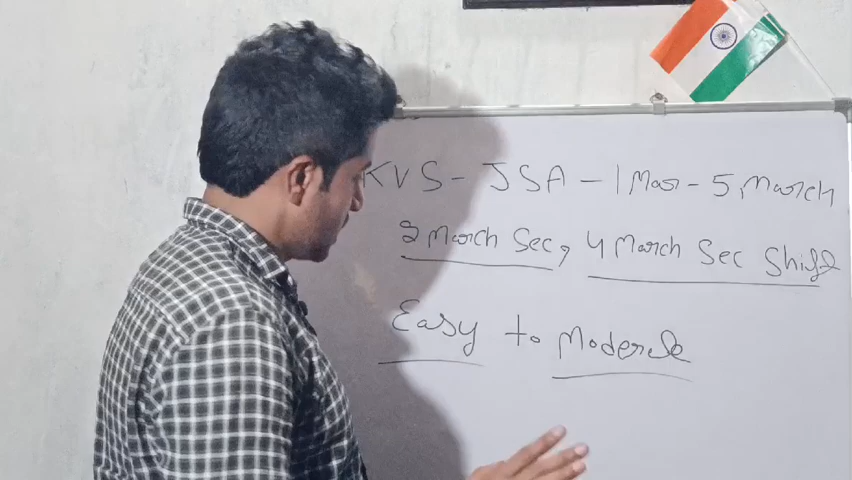 KVS - JSA - 1 Mar - 5 March
2 March Sec, 4 March Sec Shift
Easy to Moderate